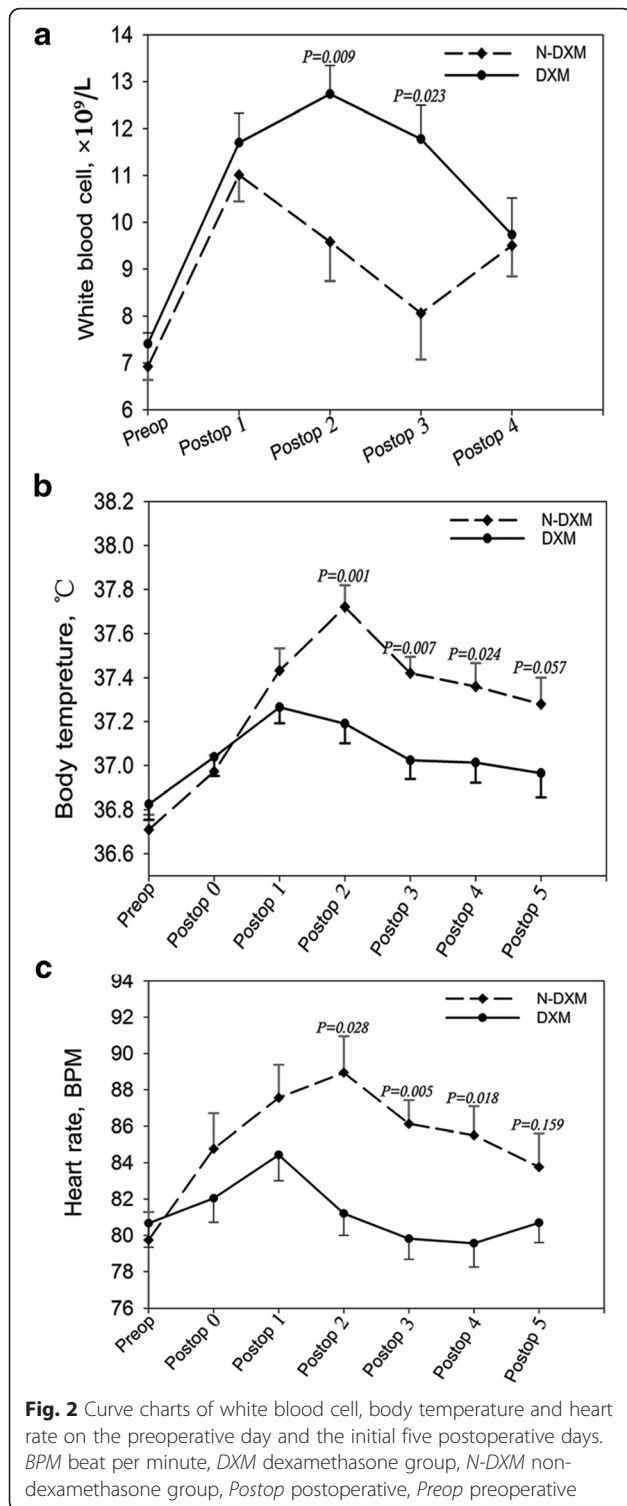 a
14
13
12
11
10
9
8
7
6
White blood cell, ×10⁹/L
N-DXM
DXM
P=0.009
P=0.023
Preop
Postop 1
Postop 2
Postop 3
Postop 4
b
38.2
38.0
37.8
37.6
37.4
37.2
37.0
36.8
36.6
Body tempreture, ℃
N-DXM
DXM
P=0.001
P=0.007
P=0.024
P=0.057
Preop
Postop 0
Postop 1
Postop 2
Postop 3
Postop 4
Postop 5
c
94
92
90
88
86
84
82
80
78
76
Heart rate, BPM
N-DXM
DXM
P=0.028
P=0.005
P=0.018
P=0.159
Preop
Postop 0
Postop 1
Postop 2
Postop 3
Postop 4
Postop 5
Fig. 2 Curve charts of white blood cell, body temperature and heart
rate on the preoperative day and the initial five postoperative days.
BPM beat per minute, DXM dexamethasone group, N-DXM non-
dexamethasone group, Postop postoperative, Preop preoperative